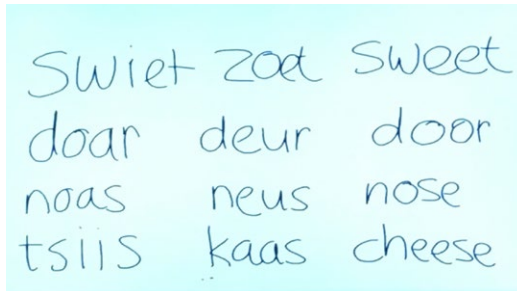 swiet zoet sweet
doar deur door
noas neus nose
tsiis kaas cheese